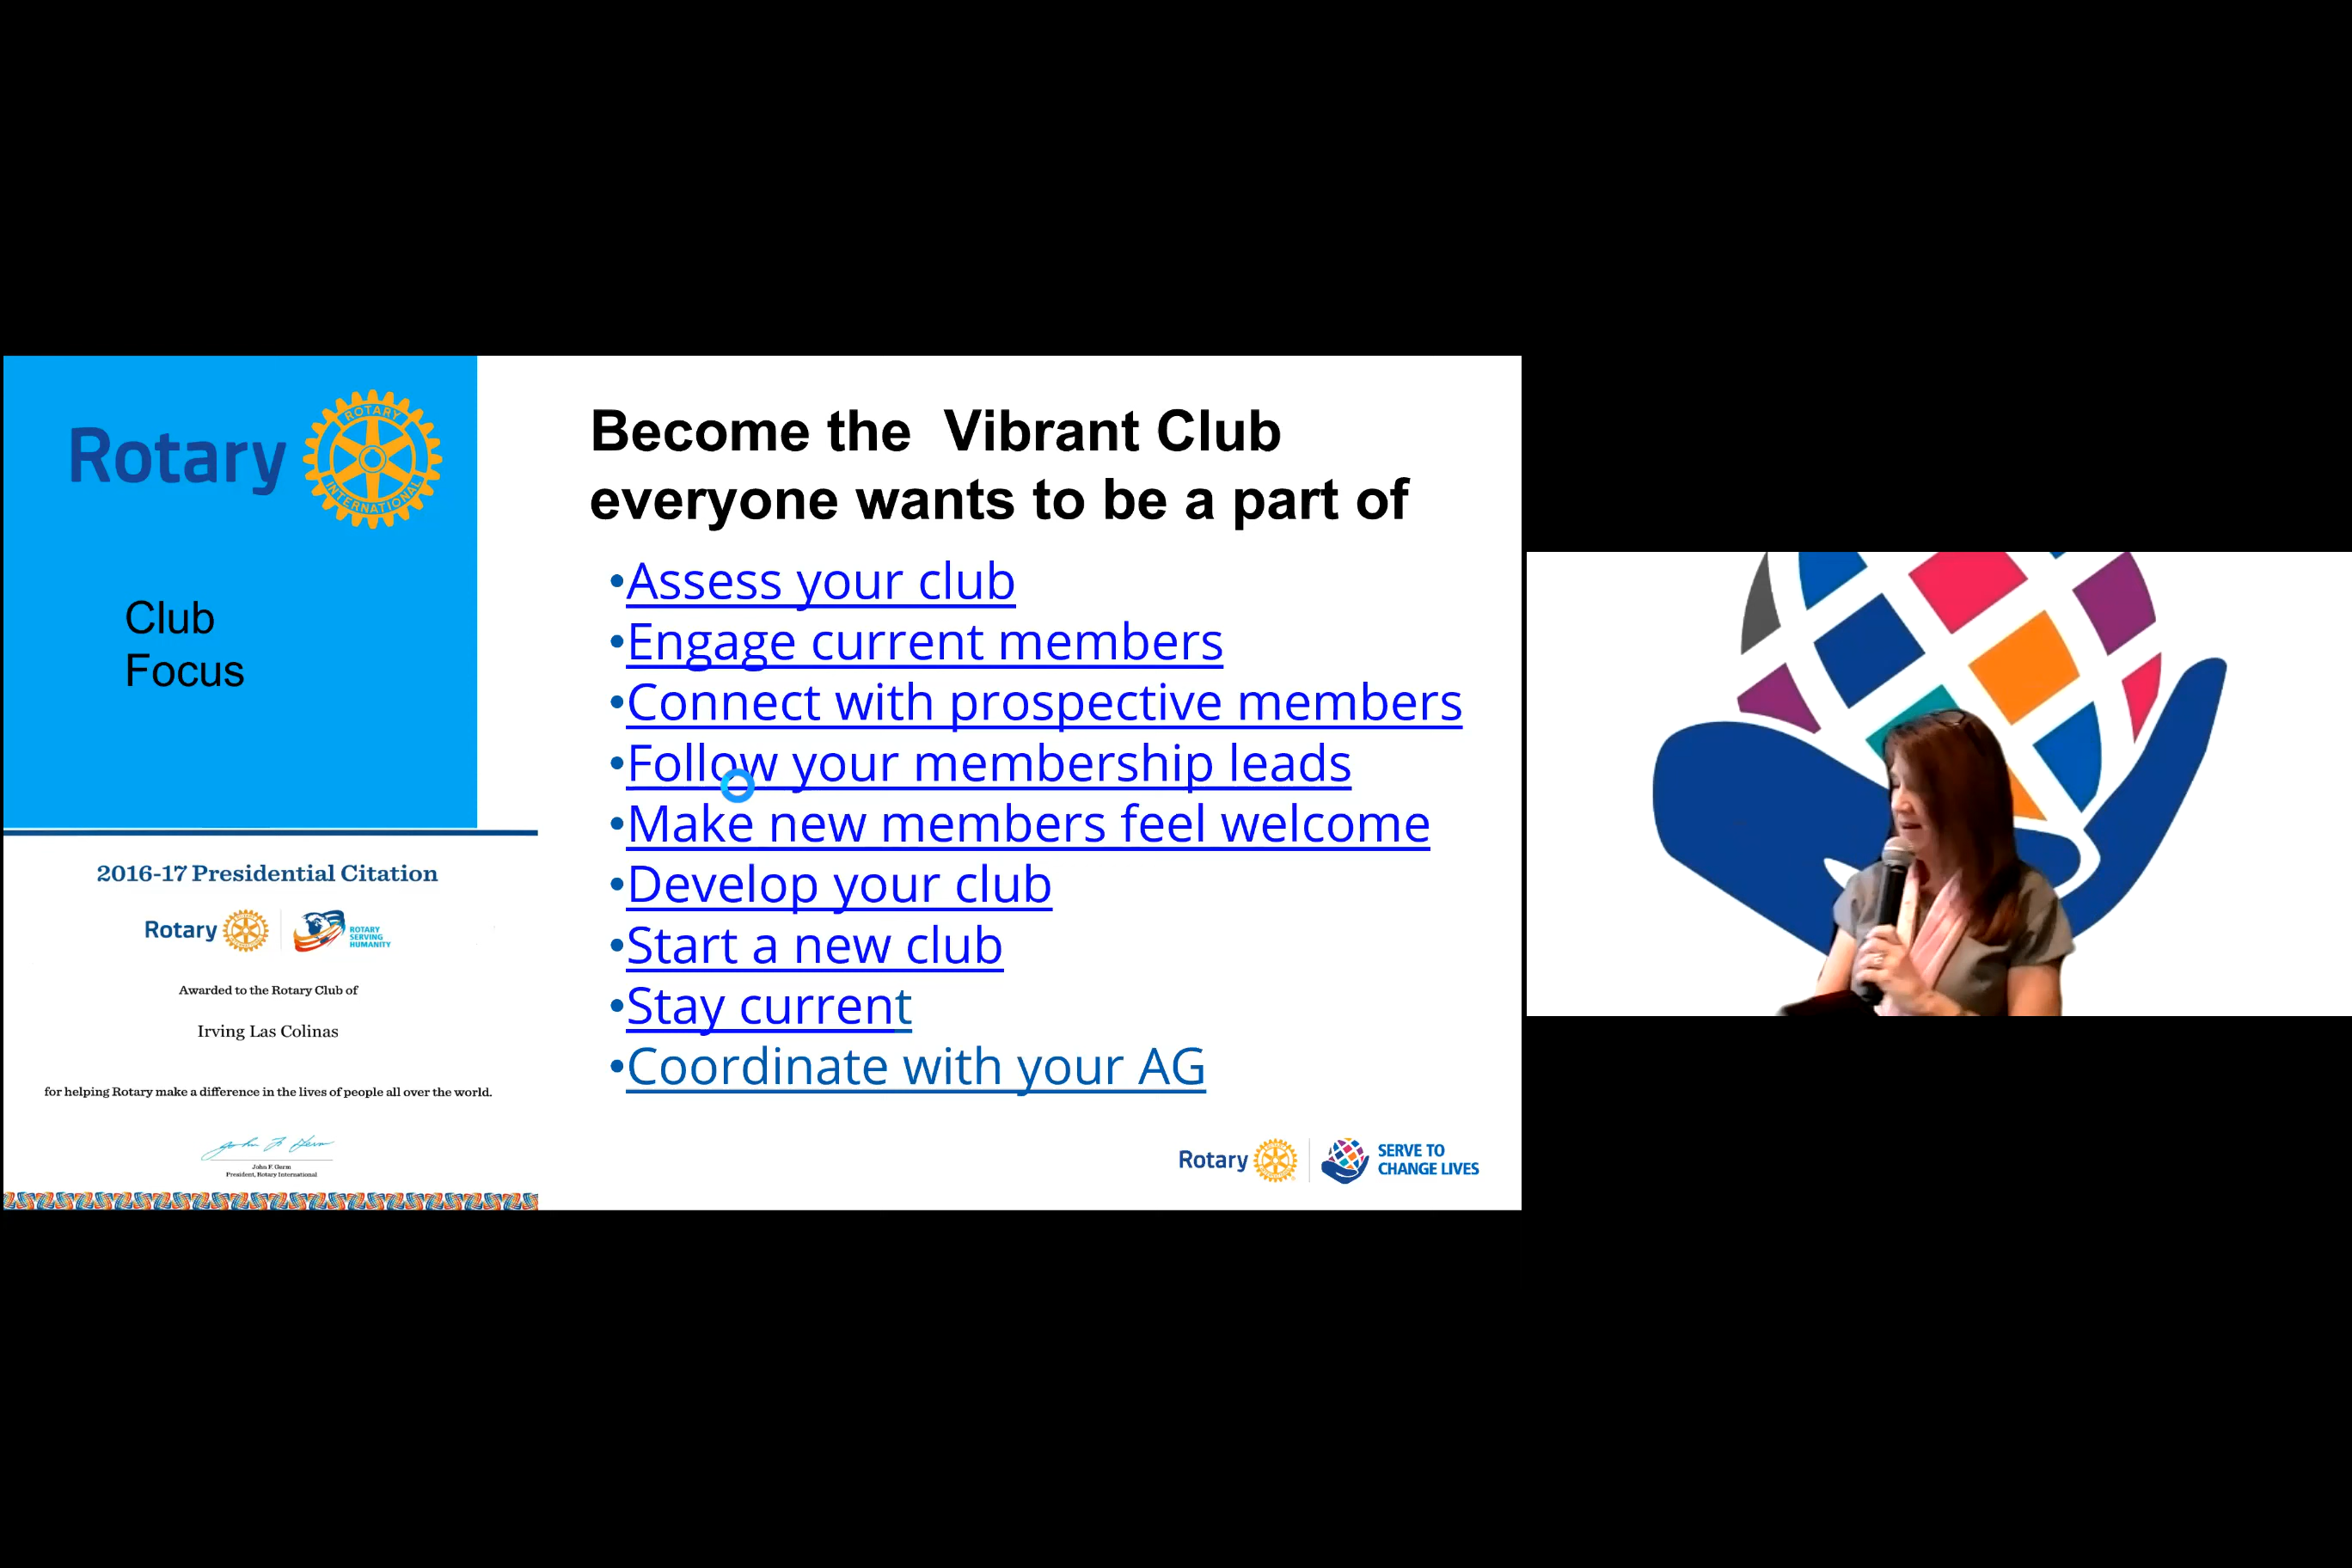 Rotary
ROTARY
INTERNATIONAL
Club
Focus
2016-17 Presidential Citation
Rotary
ROTARY
SERVING
HUMANITY
Awarded to the Rotary Club of
Irving Las Colinas
for helping Rotary make a difference in the lives of people all over the world.
John F. Germ
President, Rotary International
Become the  Vibrant Club
everyone wants to be a part of
•Assess your club
•Engage current members
•Connect with prospective members
•Follow your membership leads
•Make new members feel welcome
•Develop your club
•Start a new club
•Stay current
•Coordinate with your AG
Rotary
SERVE TO
CHANGE LIVES